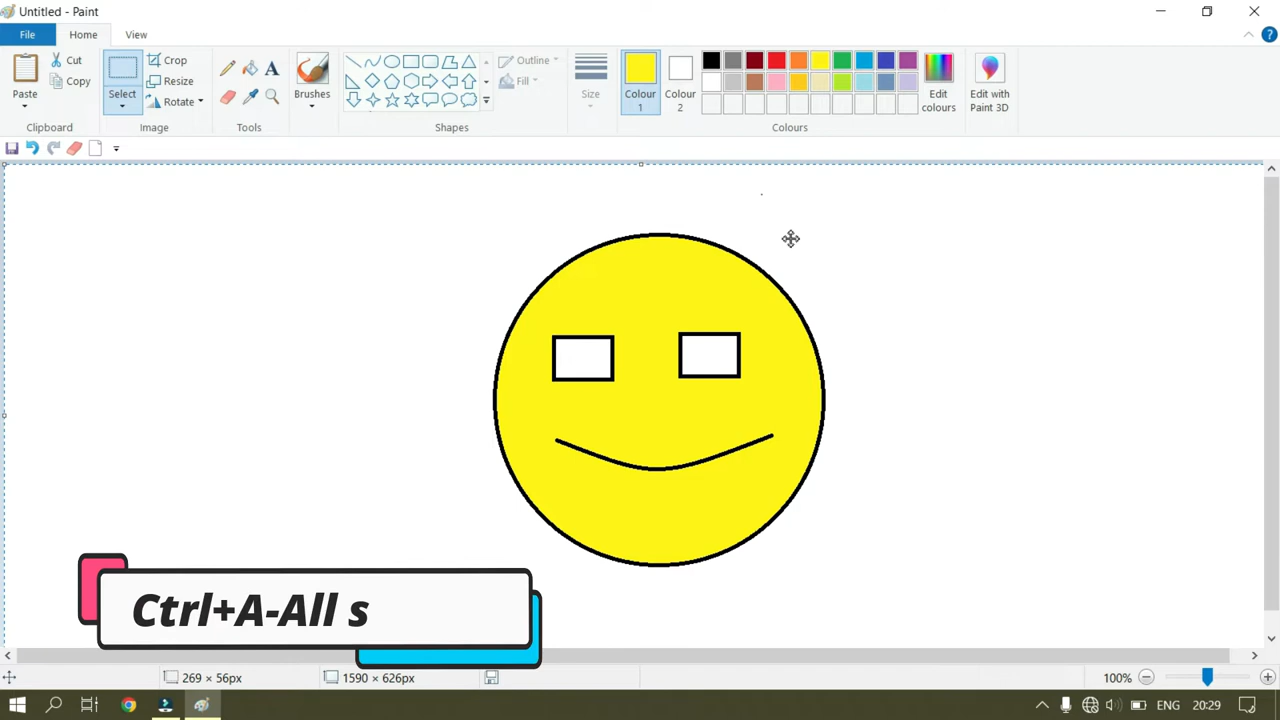 Untitled - Paint
File
Home
View
Paste
Cut
Copy
Clipboard
Select
Crop
Resize
Rotate
Image
Tools
Brushes
Shapes
Outline
Fill
Size
Colour
1
Colour
2
Edit
colours
Colours
Edit with
Paint 3D
Ctrl+A-All s
269 × 56px
1590 × 626px
100%
ENG
20:29